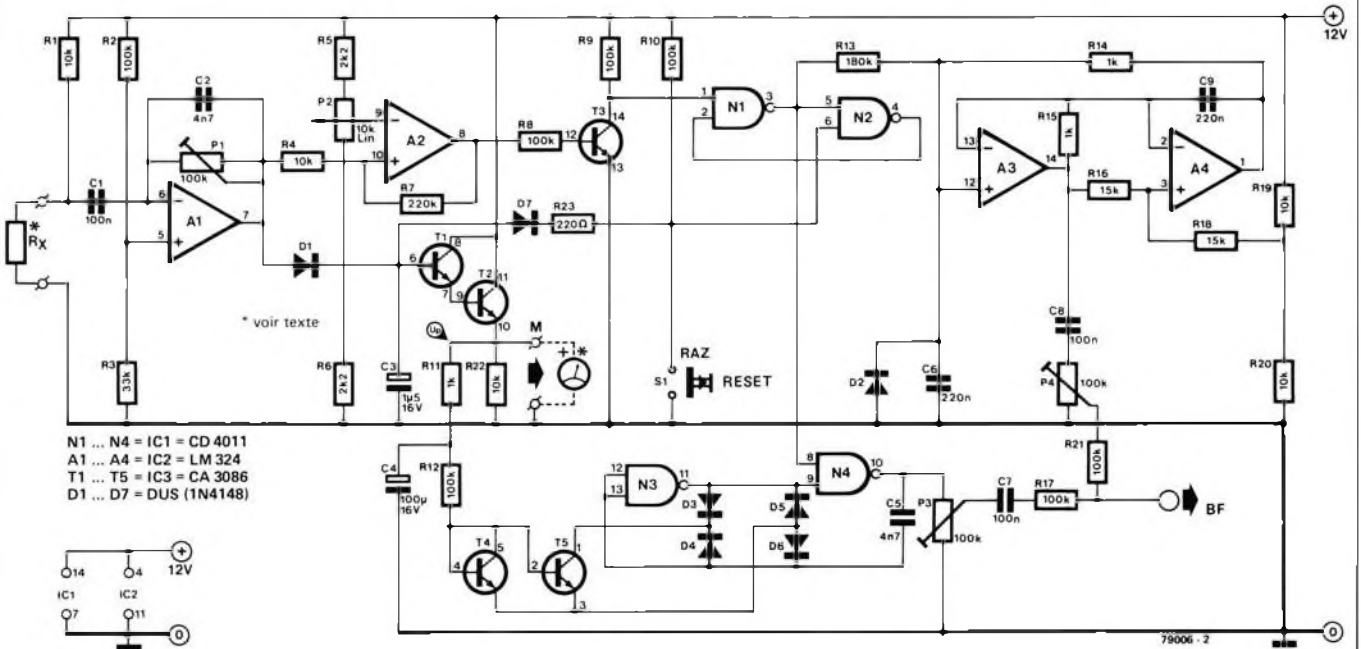 R1
10k
R2
100k
C2
4n7
P1
100k
C1
100n
RX
*
6
5
A1
7
R3
33k
* voir texte
R4
10k
R5
2k2
P2
10k
Lin
9
10
A2
8
R7
220k
R8
100k
12
T3
14
13
R9
100k
R10
100k
D1
D7
R23
220Ω
6
T1
8
7
9
T2
11
10
Up
M
+ *
R6
2k2
C3
1µ5
16V
R11
1k
R22
10k
S1
RAZ
RESET
1
2
N1
3
R13
180k
5
6
N2
4
D2
C6
220n
13
12
A3
14
R14
1k
C9
220n
R15
1k
R16
15k
2
3
A4
1
R18
15k
R19
10k
R20
10k
C8
100n
P4
100k
R21
100k
+
12V
N1 ... N4 = IC1 = CD 4011
A1 ... A4 = IC2 = LM 324
T1 ... T5 = IC3 = CA 3086
D1 ... D7 = DUS (1N4148)
+
12V
14
4
IC1
IC2
7
11
0
C4
100µ
16V
R12
100k
4
T4
5
2
T5
1
3
12
13
N3
11
D3
D4
D5
D6
8
9
N4
10
C5
4n7
P3
100k
C7
100n
R17
100k
BF
0
79006 - 2